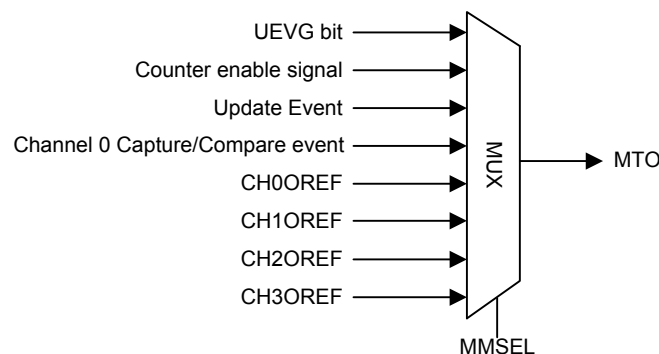 UEVG bit
Counter enable signal
Update Event
Channel 0 Capture/Compare event
CH0OREF
CH1OREF
CH2OREF
CH3OREF
MUX
MTO
MMSEL